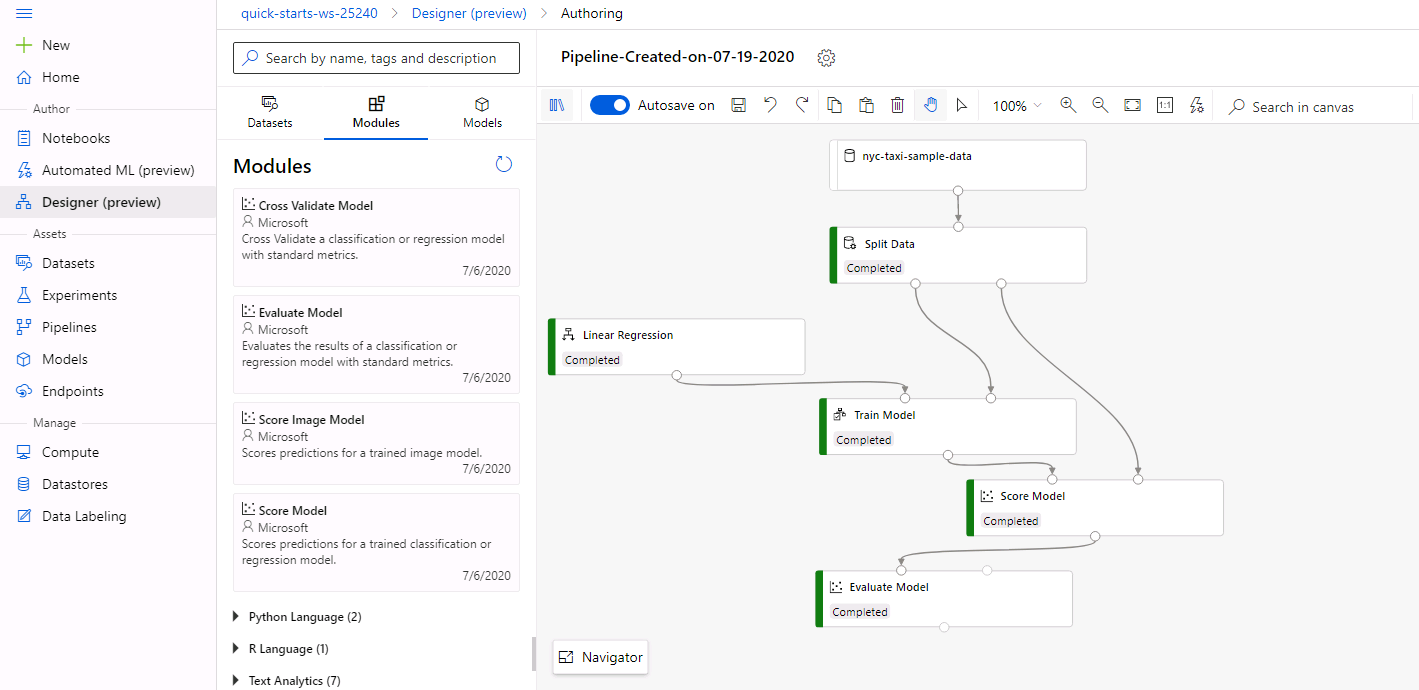 quick-starts-ws-25240 > Designer (preview) > Authoring
New
Home
Author
Notebooks
Automated ML (preview)
Designer (preview)
Assets
Datasets
Experiments
Pipelines
Models
Endpoints
Manage
Compute
Datastores
Data Labeling
Search by name, tags and description
Datasets
Modules
Models
Modules
Cross Validate Model
Microsoft
Cross Validate a classification or regression model
with standard metrics.
7/6/2020
Evaluate Model
Microsoft
Evaluates the results of a classification or
regression model with standard metrics.
7/6/2020
Score Image Model
Microsoft
Scores predictions for a trained image model.
7/6/2020
Score Model
Microsoft
Scores predictions for a trained classification or
regression model.
7/6/2020
Python Language (2)
R Language (1)
Text Analytics (7)
Pipeline-Created-on-07-19-2020
Autosave on
100%
1:1
Search in canvas
nyc-taxi-sample-data
Split Data
Completed
Linear Regression
Completed
Train Model
Completed
Score Model
Completed
Evaluate Model
Completed
Navigator